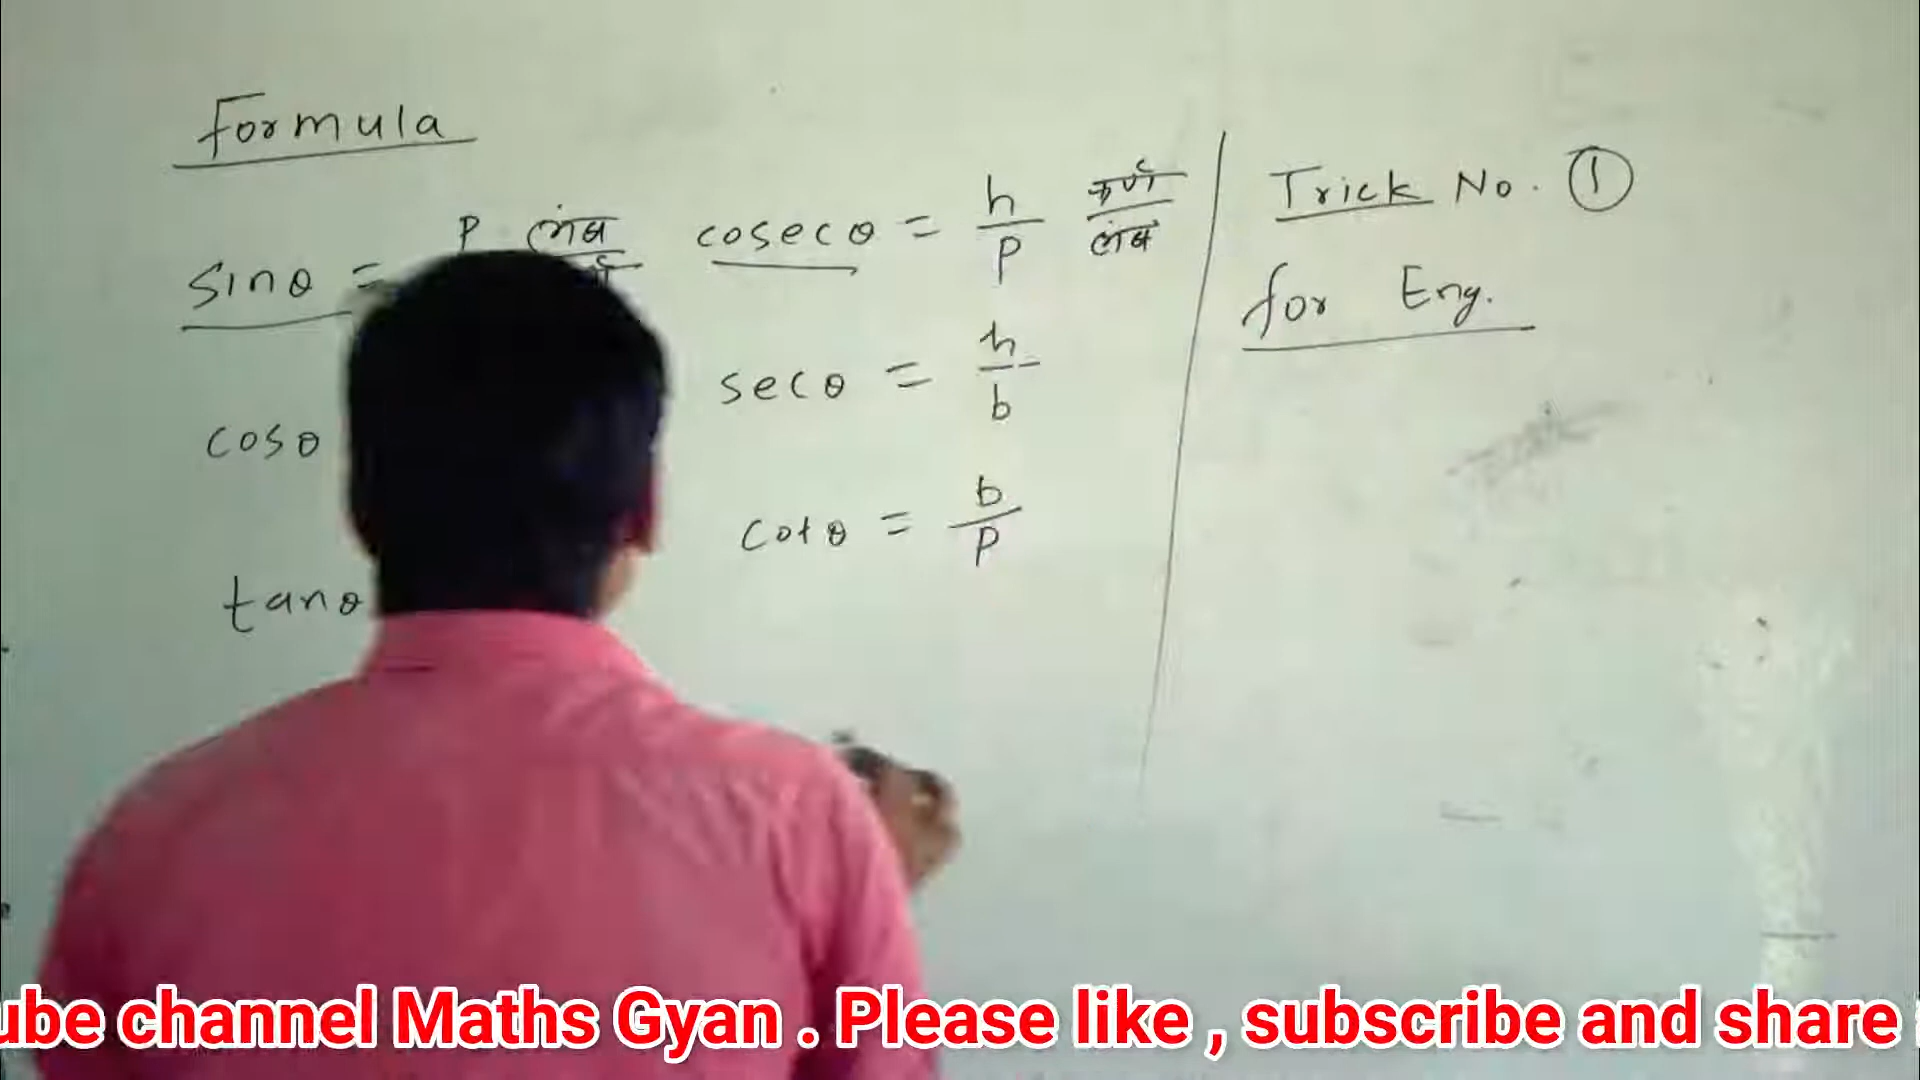 Formula
sinθ = P लंब
cosecθ = h/P कर्ण/लंब
cosθ
secθ = h/b
tanθ
cotθ = b/P
Trick No. ①
for Eng.
ube channel Maths Gyan . Please like , subscribe and share